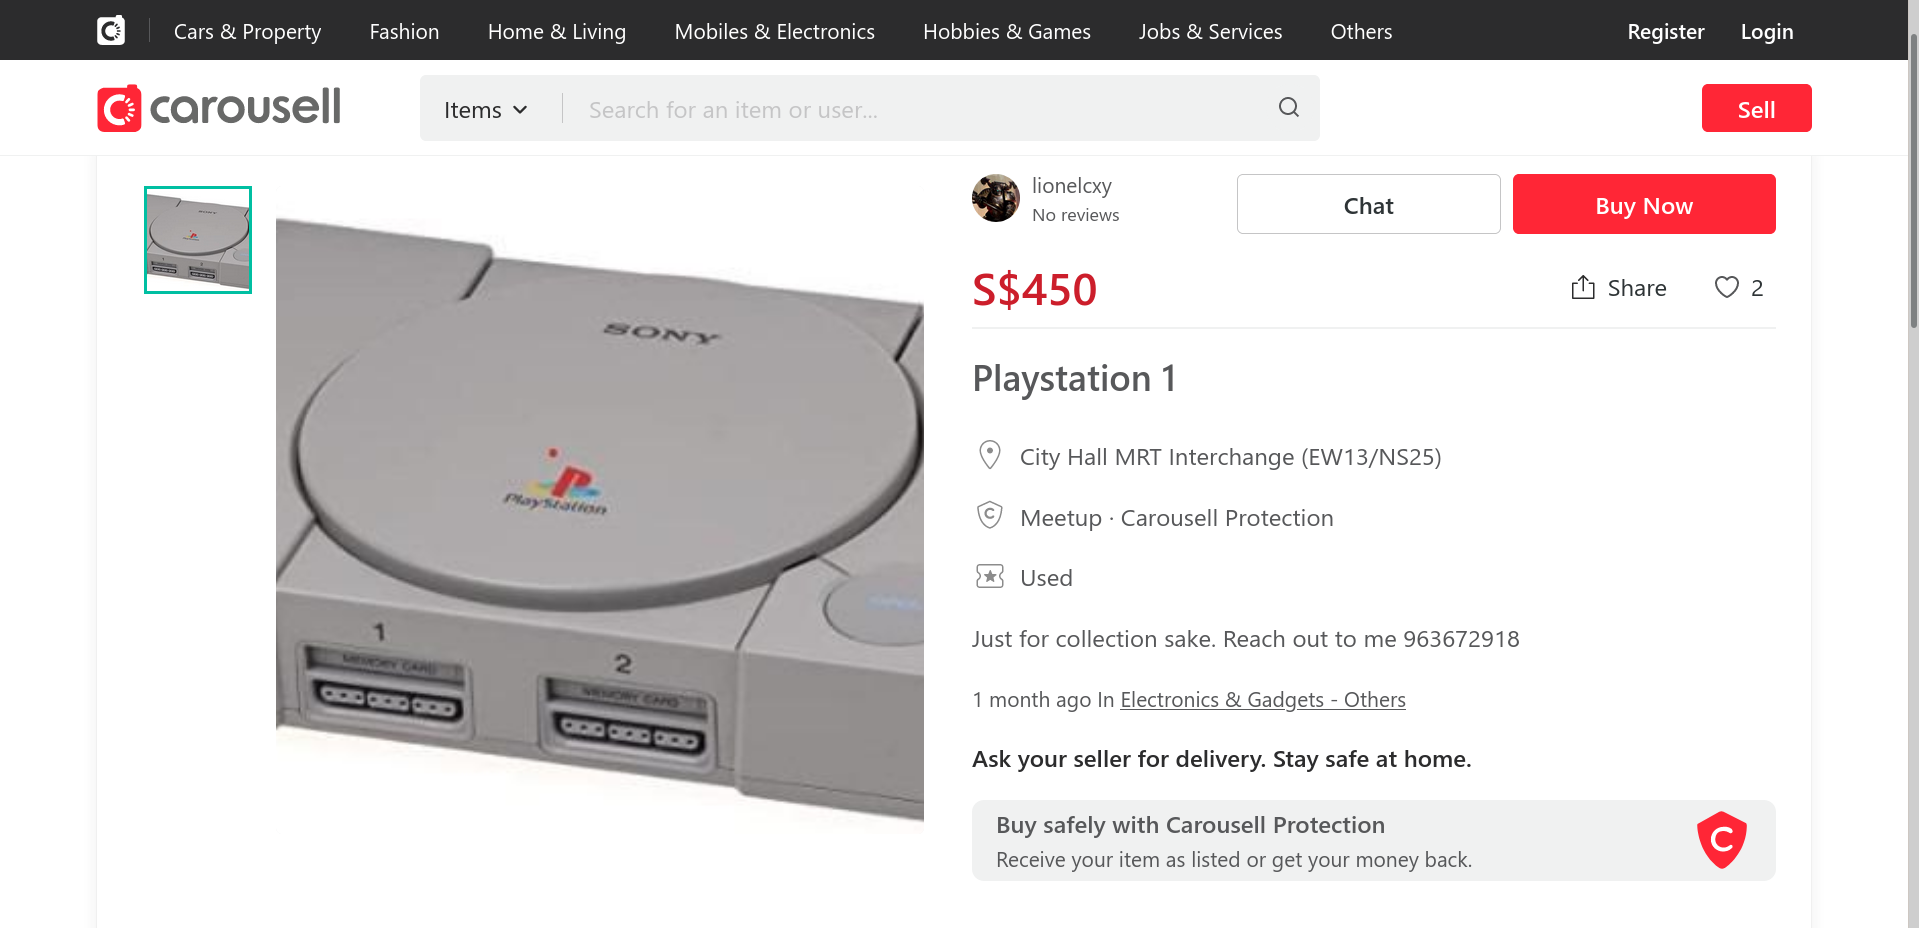 Cars & Property
Fashion
Home & Living
Mobiles & Electronics
Hobbies & Games
Jobs & Services
Others
Register
Login
carousell
Items
Search for an item or user...
Sell
SONY
PlayStation
1
MEMORY CARD
2
MEMORY CARD
lionelcxy
No reviews
Chat
Buy Now
S$450
Share
2
Playstation 1
City Hall MRT Interchange (EW13/NS25)
Meetup · Carousell Protection
Used
Just for collection sake. Reach out to me 963672918
1 month ago In Electronics & Gadgets - Others
Ask your seller for delivery. Stay safe at home.
Buy safely with Carousell Protection
Receive your item as listed or get your money back.